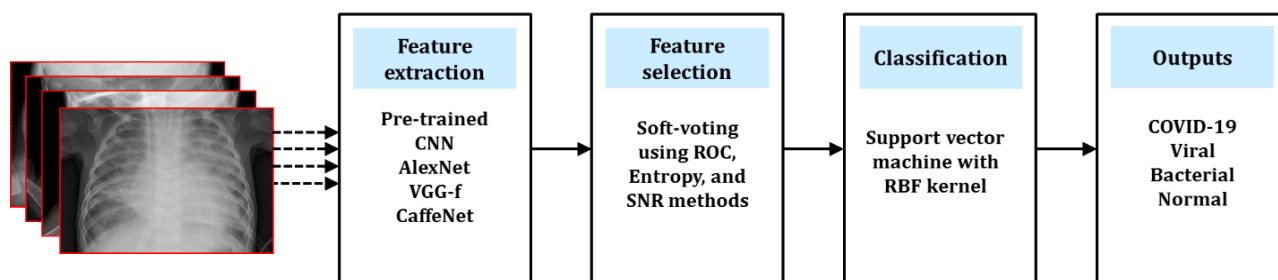 Feature
extraction
Pre-trained
CNN
AlexNet
VGG-f
CaffeNet
Feature
selection
Soft-voting
using ROC,
Entropy, and
SNR methods
Classification
Support vector
machine with
RBF kernel
Outputs
COVID-19
Viral
Bacterial
Normal